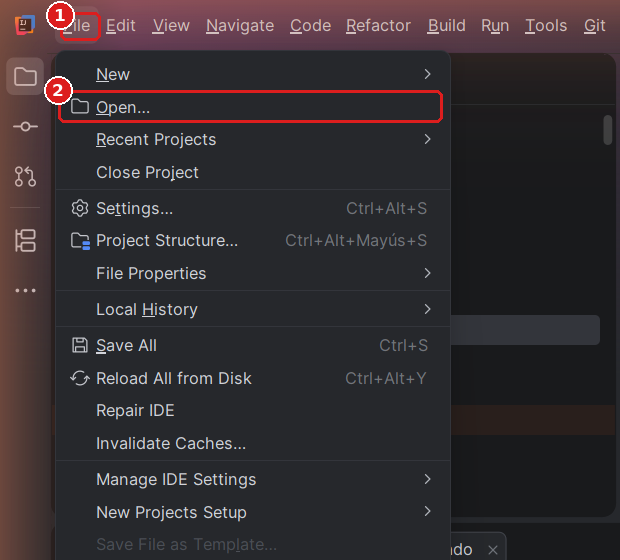 1
File Edit View Navigate Code Refactor Build Run Tools Git
New
2
Open...
Recent Projects
Close Project
Settings... Ctrl+Alt+S
Project Structure... Ctrl+Alt+Mayús+S
File Properties
Local History
Save All Ctrl+S
Reload All from Disk Ctrl+Alt+Y
Repair IDE
Invalidate Caches...
Manage IDE Settings
New Projects Setup
Save File as Template...
ado